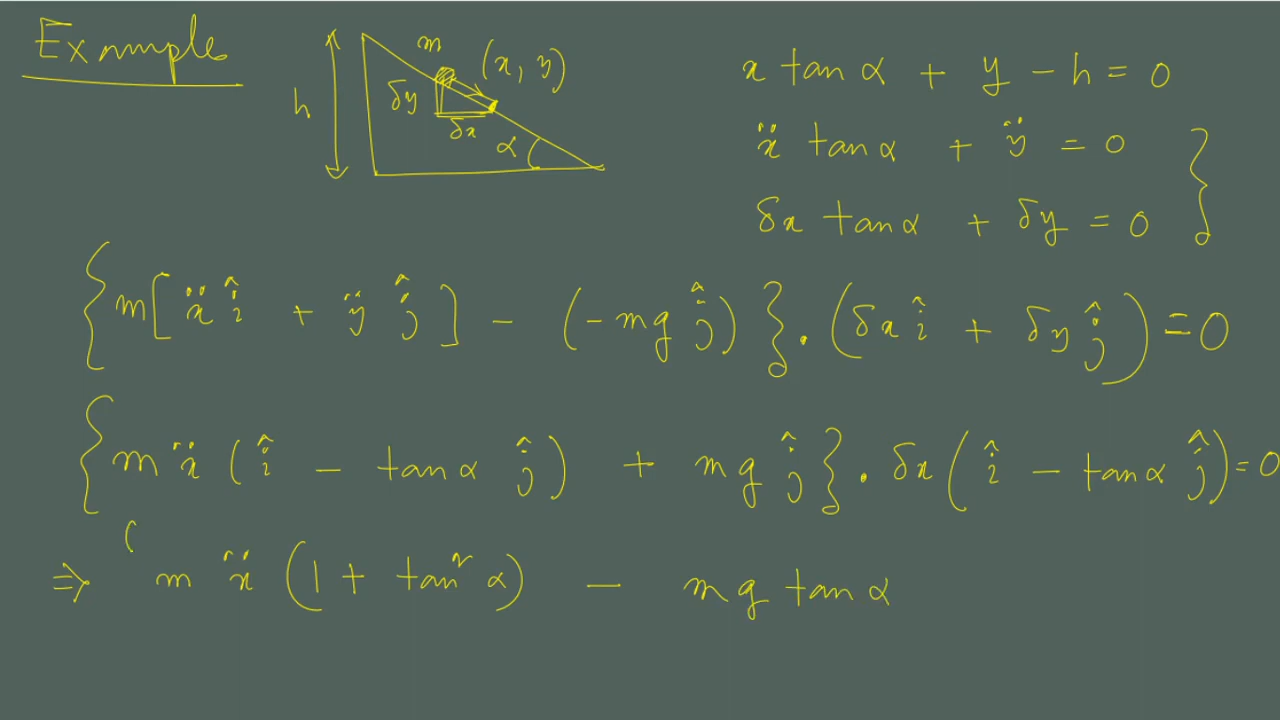 Example
m (x, y)
h δy
δx α
x tan α + y − h = 0
ẍ tan α + ÿ = 0 }
δx tan α + δy = 0
{ m[ẍ î + ÿ ĵ] − (−mg ĵ) } . (δx î + δy ĵ) = 0
{ m ẍ (î − tan α ĵ) + mg ĵ } . δx (î − tan α ĵ) = 0
⇒ ( m ẍ (1 + tan² α) − mg tan α